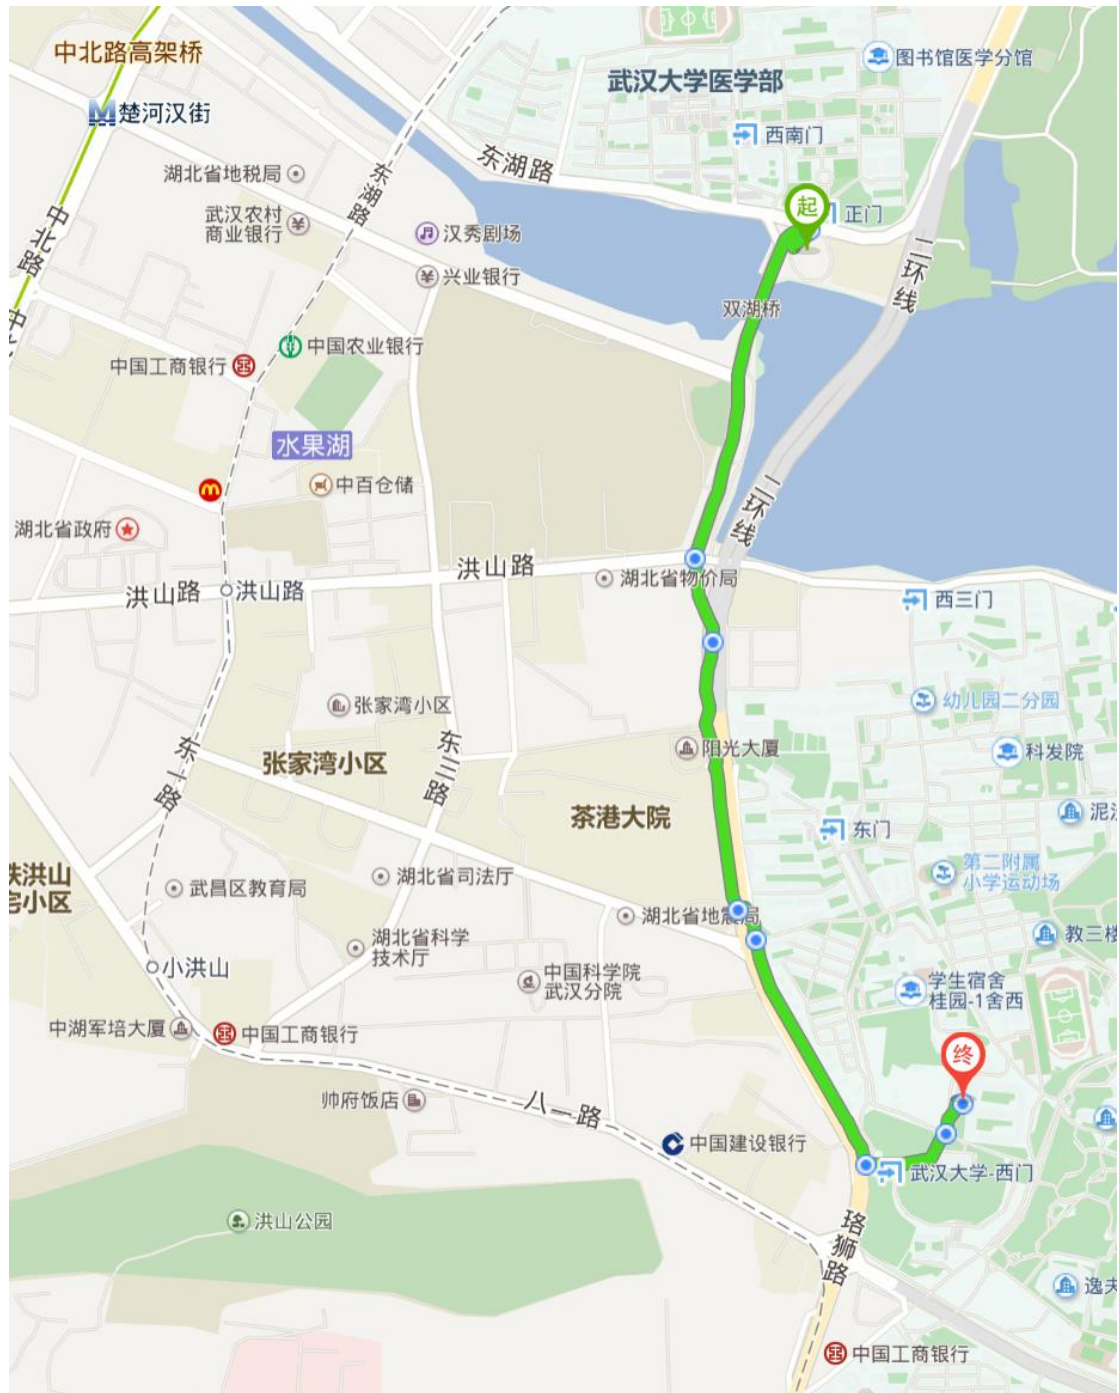 中北路高架桥
图书馆医学分馆
武汉大学医学部
楚河汉街
西南门
东湖路
湖北省地税局
东湖路
起
正门
武汉农村
商业银行
汉秀剧场
中北路
二环线
兴业银行
双湖桥
中国农业银行
中国工商银行
水果湖
中百仓储
二环线
湖北省政府
洪山路
湖北省物价局
洪山路
洪山路
西三门
幼儿园二分园
张家湾小区
东一路
东二路
阳光大厦
科发院
张家湾小区
茶港大院
东门
第二附属
小学运动场
洪山
小区
武昌区教育局
湖北省司法厅
湖北省地震局
教三楼
湖北省科学
技术厅
小洪山
中国科学院
武汉分院
学生宿舍
桂园-1舍西
中湖军培大厦
中国工商银行
终
帅府饭店
八一路
中国建设银行
武汉大学-西门
洪山公园
珞狮路
逸夫
中国工商银行